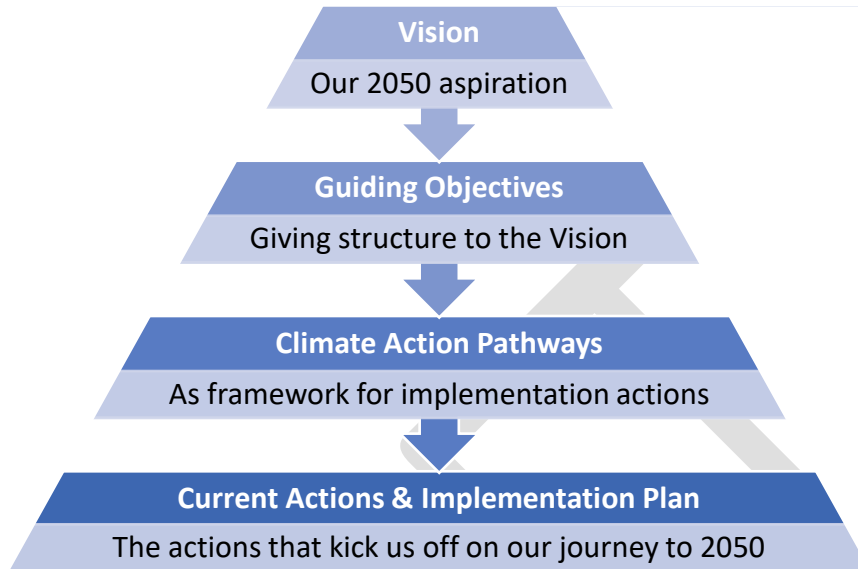 Vision
Our 2050 aspiration
Guiding Objectives
Giving structure to the Vision
Climate Action Pathways
As framework for implementation actions
Current Actions & Implementation Plan
The actions that kick us off on our journey to 2050